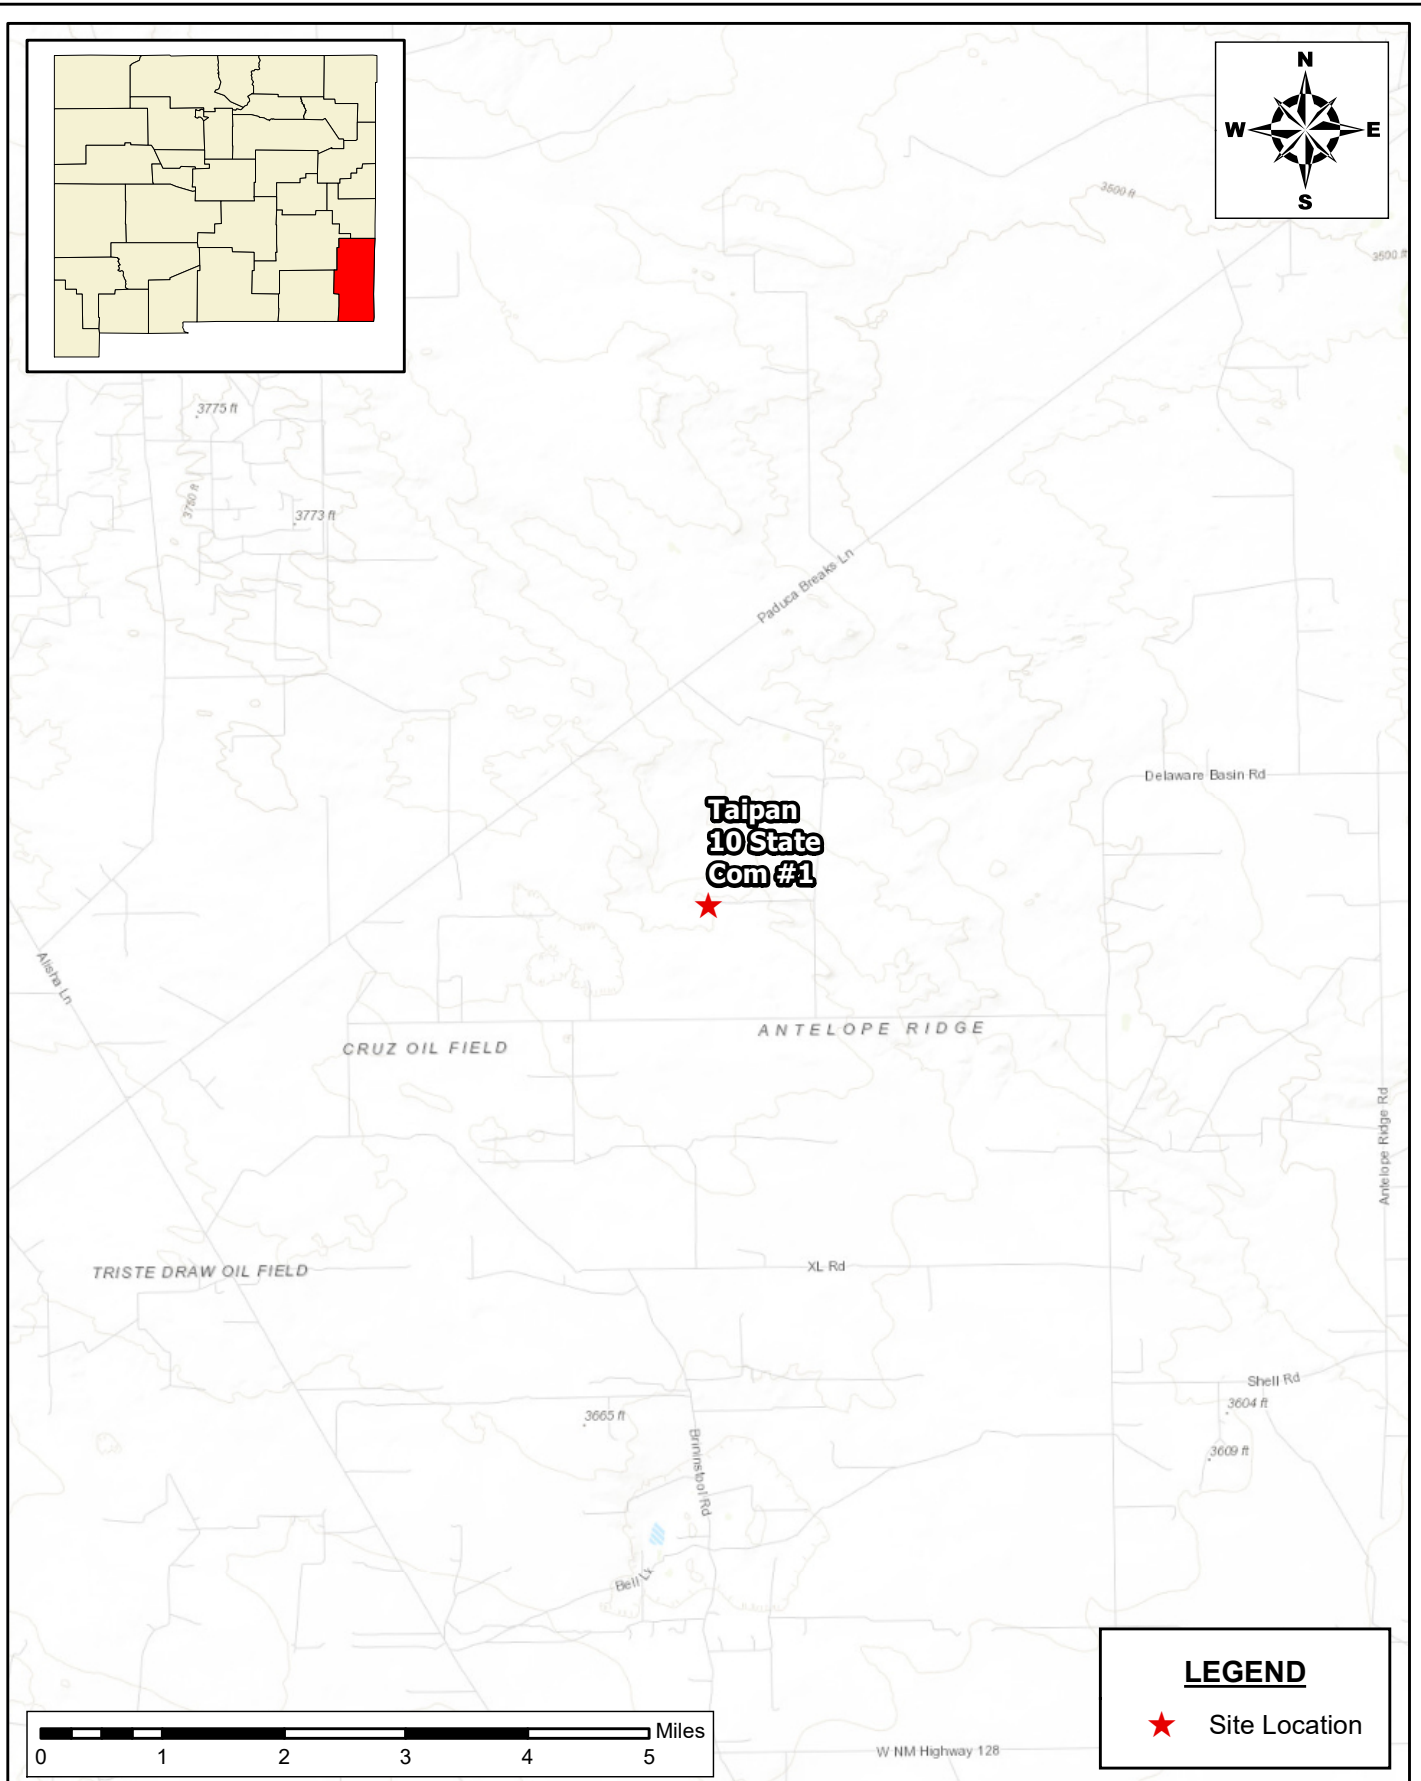 N
W
E
S
3500 ft
3500 ft
3775 ft
3750 ft
3773 ft
Paduca Breaks Ln
Delaware Basin Rd
Taipan
10 State
Com #1
Alisha Ln
ANTELOPE RIDGE
CRUZ OIL FIELD
Antelope Ridge Rd
TRISTE DRAW OIL FIELD
XL Rd
Shell Rd
3604 ft
3665 ft
Brininstool Rd
3609 ft
Bell Lx
LEGEND
Site Location
Miles
0 1 2 3 4 5
W NM Highway 128